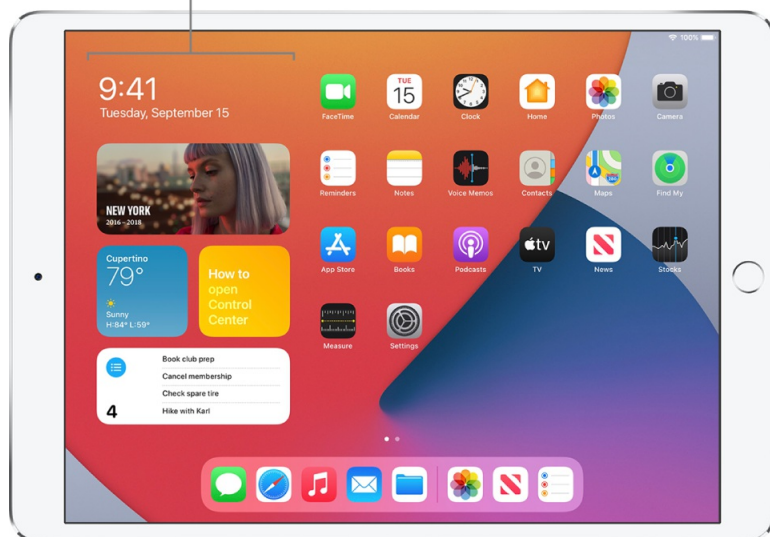 100%
9:41
Tuesday, September 15
NEW YORK
2016 – 2018
Cupertino
79°
Sunny
H:84° L:59°
How to
open
Control
Center
Book club prep
Cancel membership
Check spare tire
Hike with Karl
4
TUE
15
FaceTime
Calendar
Clock
Home
Photos
Camera
Reminders
Notes
Voice Memos
Contacts
Maps
Find My
App Store
Books
Podcasts
tv
TV
News
Stocks
Measure
Settings